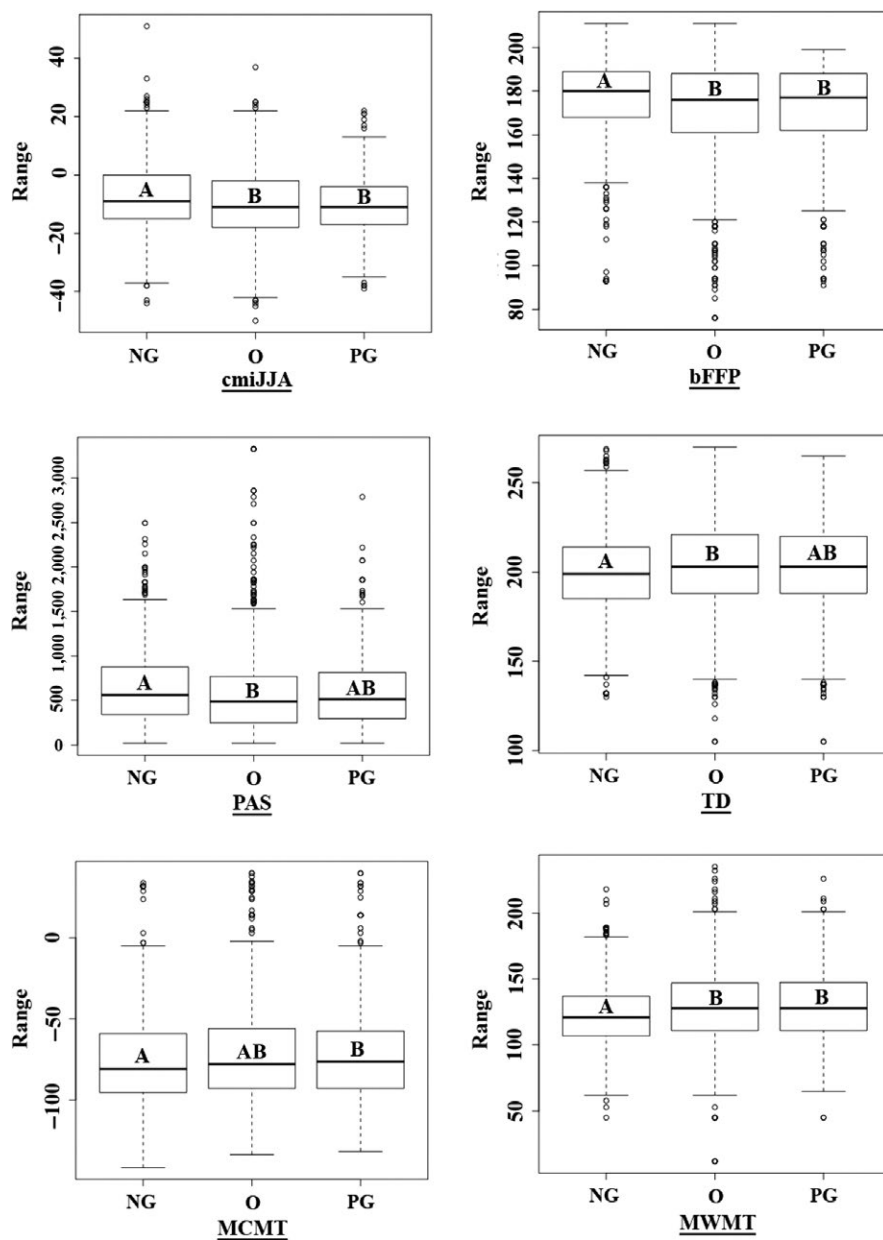 40
20
0
−20
−40
Range
A
B
B
NG
O
PG
cmiJJA
200
180
160
140
120
100
80
Range
A
B
B
NG
O
PG
bFFP
3,000
2,500
2,000
1,500
1,000
500
0
Range
A
B
AB
NG
O
PG
PAS
250
200
150
100
Range
A
B
AB
NG
O
PG
TD
0
−50
−100
Range
A
AB
B
NG
O
PG
MCMT
200
150
100
50
Range
A
B
B
NG
O
PG
MWMT